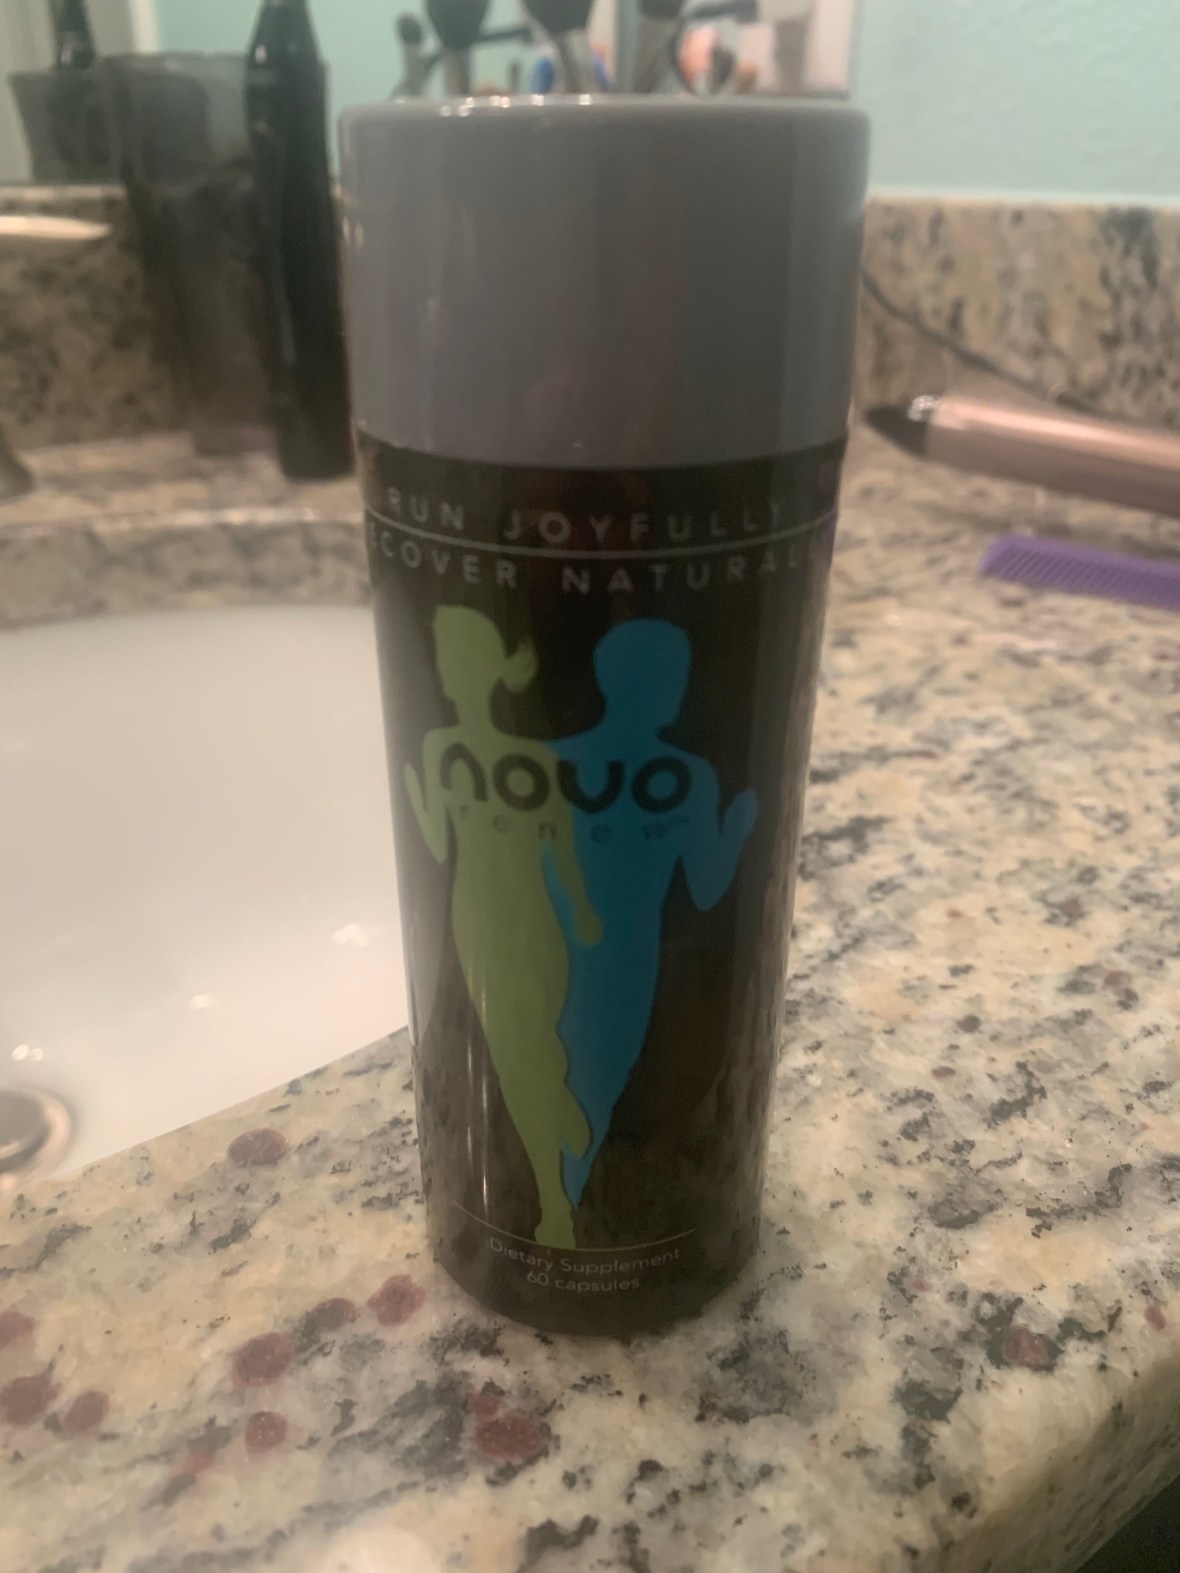 RUN JOYFULLY
ECOVER NATURAL
novo
renew
Dietary Supplement
60 capsules